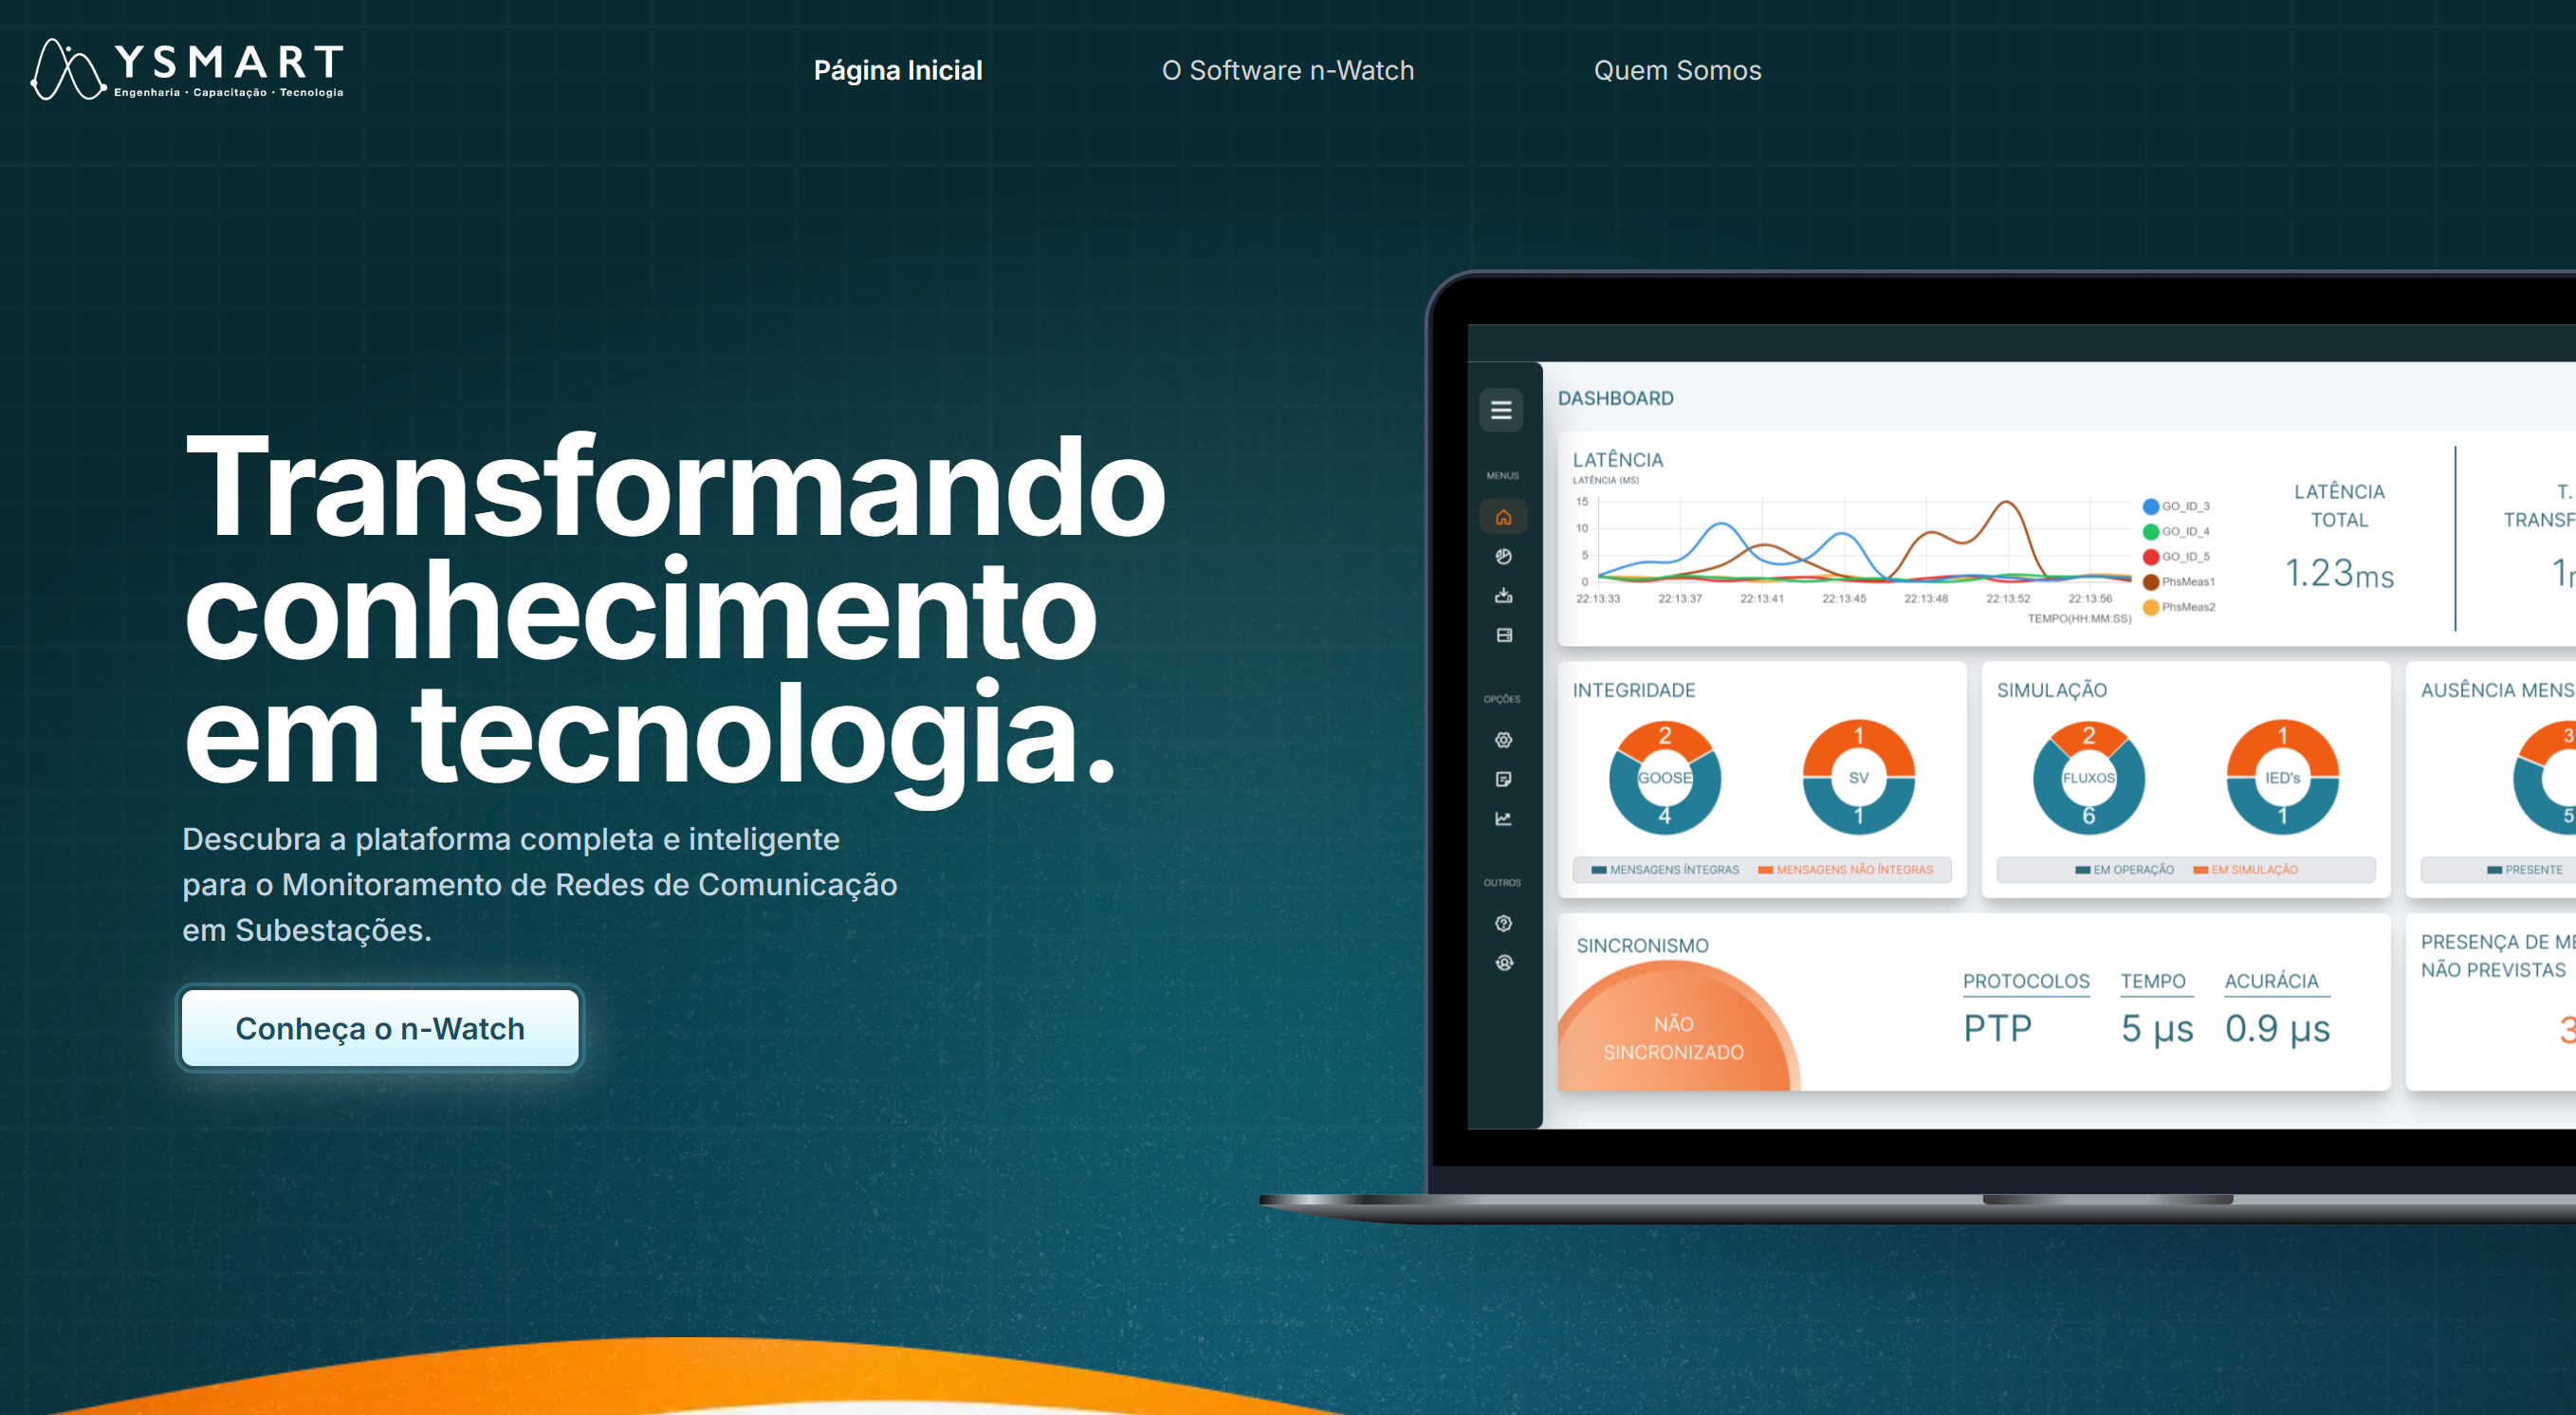 YSMART
Engenharia · Capacitação · Tecnologia
Página Inicial
O Software n-Watch
Quem Somos
Transformando
conhecimento
em tecnologia.
Descubra a plataforma completa e inteligente
para o Monitoramento de Redes de Comunicação
em Subestações.
Conheça o n-Watch
MENUS
OPÇÕES
OUTROS
DASHBOARD
LATÊNCIA
LATÊNCIA (MS)
15
10
5
0
22:13:33 22:13:37 22:13:41 22:13:45 22:13:48 22:13:52 22:13:56
TEMPO(HH:MM:SS)
GO_ID_3
GO_ID_4
GO_ID_5
PhsMeas1
PhsMeas2
LATÊNCIA
TOTAL
1.23ms
T.
TRANSF
1
INTEGRIDADE
2
GOOSE
4
1
SV
1
MENSAGENS ÍNTEGRAS MENSAGENS NÃO ÍNTEGRAS
SIMULAÇÃO
2
FLUXOS
6
1
IED's
1
EM OPERAÇÃO EM SIMULAÇÃO
AUSÊNCIA MENS
3
5
PRESENTE
SINCRONISMO
NÃO
SINCRONIZADO
PROTOCOLOS TEMPO ACURÁCIA
PTP 5 µs 0.9 µs
PRESENÇA DE ME
NÃO PREVISTAS
3